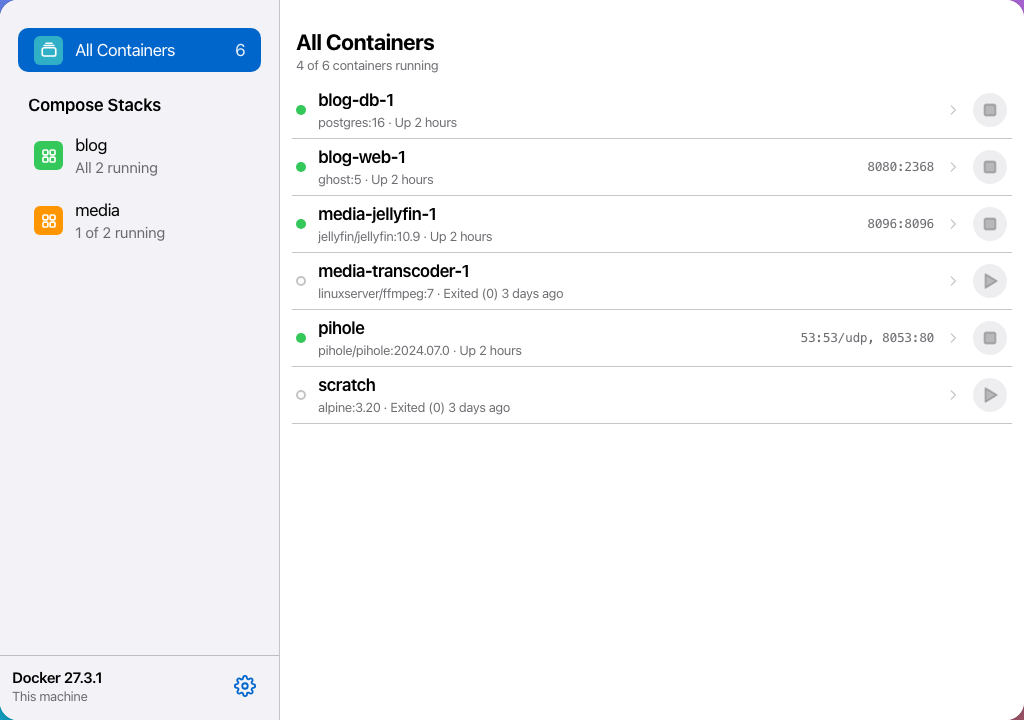 All Containers 6
Compose Stacks
blog
All 2 running
media
1 of 2 running
Docker 27.3.1
This machine
All Containers
4 of 6 containers running
blog-db-1
postgres:16 · Up 2 hours
blog-web-1
ghost:5 · Up 2 hours
8080:2368
media-jellyfin-1
jellyfin/jellyfin:10.9 · Up 2 hours
8096:8096
media-transcoder-1
linuxserver/ffmpeg:7 · Exited (0) 3 days ago
pihole
pihole/pihole:2024.07.0 · Up 2 hours
53:53/udp, 8053:80
scratch
alpine:3.20 · Exited (0) 3 days ago